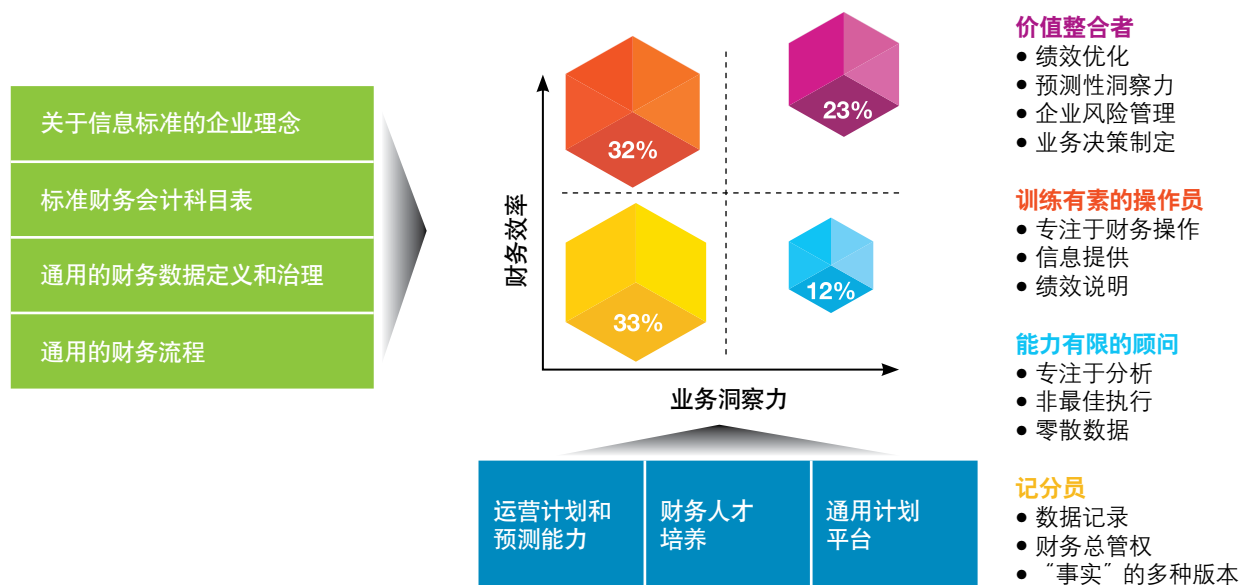 关于信息标准的企业理念
标准财务会计科目表
通用的财务数据定义和治理
通用的财务流程
财务效率
32%
23%
33%
12%
业务洞察力
运营计划和
预测能力
财务人才
培养
通用计划
平台
价值整合者
• 绩效优化
• 预测性洞察力
• 企业风险管理
• 业务决策制定
训练有素的操作员
• 专注于财务操作
• 信息提供
• 绩效说明
能力有限的顾问
• 专注于分析
• 非最佳执行
• 零散数据
记分员
• 数据记录
• 财务总管权
• “事实”的多种版本